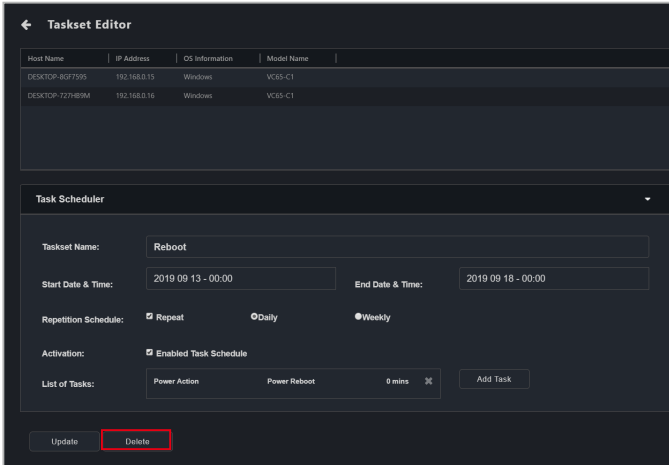 Taskset Editor
Host Name IP Address OS Information Model Name
DESKTOP-8GF7595 192.168.0.15 Windows VC65-C1
DESKTOP-727HB9M 192.168.0.16 Windows VC65-C1
Task Scheduler
Taskset Name: Reboot
Start Date & Time: 2019 09 13 - 00:00 End Date & Time: 2019 09 18 - 00:00
Repetition Schedule: Repeat Daily Weekly
Activation: Enabled Task Schedule
List of Tasks: Power Action Power Reboot 0 mins Add Task
Update Delete